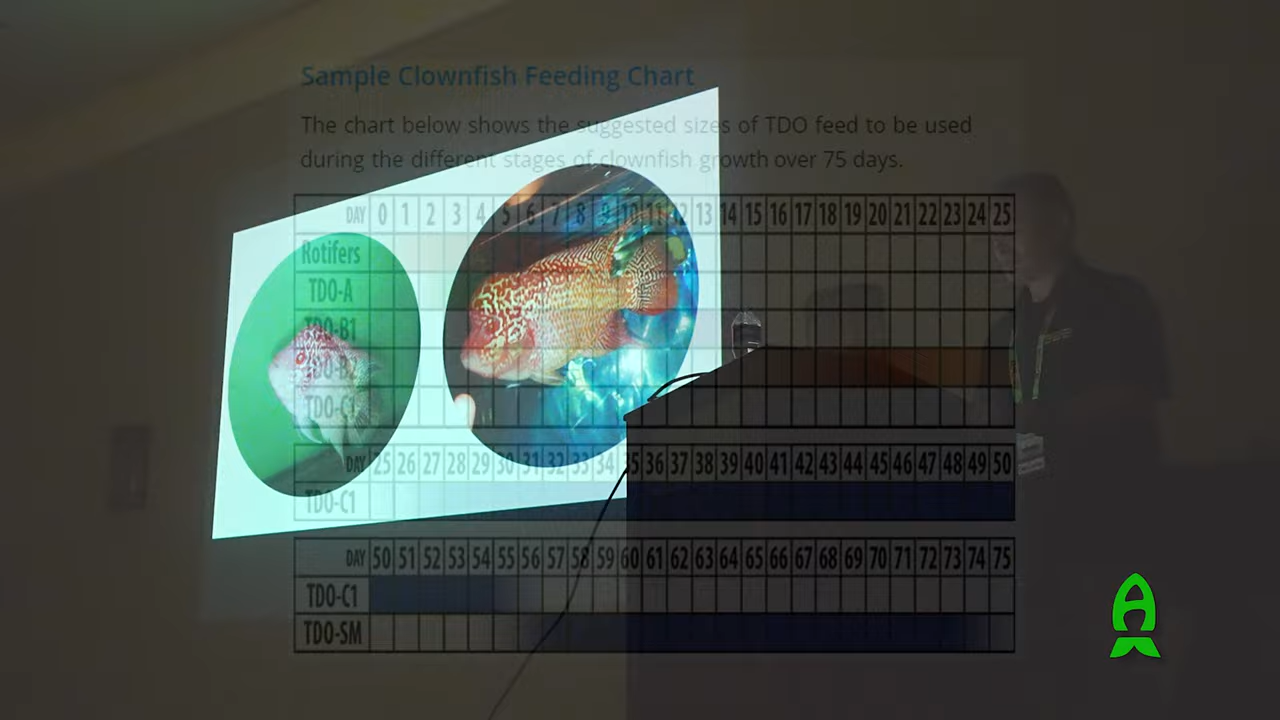 Sample Clownfish Feeding Chart
The chart below shows the suggested sizes of TDO feed to be used
during the different stages of clownfish growth over 75 days.
DAY 0 1 2 3 4 5 6 7 8 9 10 11 12 13 14 15 16 17 18 19 20 21 22 23 24 25
Rotifers
TDO-A
TDO-B1
TDO-B2
TDO-C1
DAY 25 26 27 28 29 30 31 32 33 34 35 36 37 38 39 40 41 42 43 44 45 46 47 48 49 50
TDO-C1
DAY 50 51 52 53 54 55 56 57 58 59 60 61 62 63 64 65 66 67 68 69 70 71 72 73 74 75
TDO-C1
TDO-SM